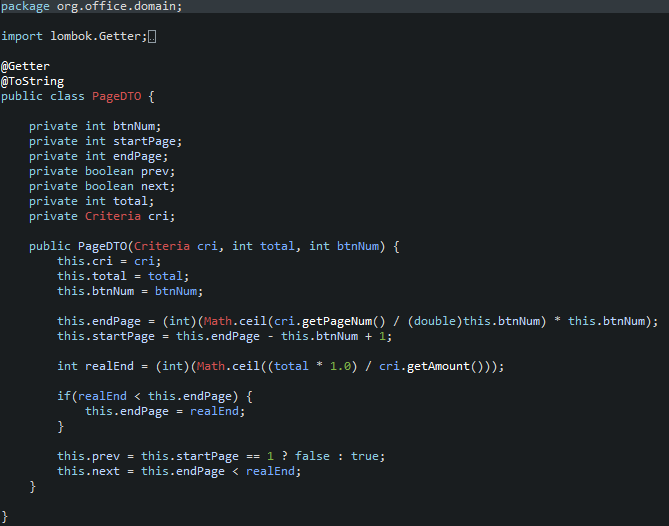 package org.office.domain;
import lombok.Getter;
@Getter
@ToString
public class PageDTO {
private int btnNum;
private int startPage;
private int endPage;
private boolean prev;
private boolean next;
private int total;
private Criteria cri;
public PageDTO(Criteria cri, int total, int btnNum) {
this.cri = cri;
this.total = total;
this.btnNum = btnNum;
this.endPage = (int)(Math.ceil(cri.getPageNum() / (double)this.btnNum) * this.btnNum);
this.startPage = this.endPage - this.btnNum + 1;
int realEnd = (int)(Math.ceil((total * 1.0) / cri.getAmount()));
if(realEnd < this.endPage) {
this.endPage = realEnd;
}
this.prev = this.startPage == 1 ? false : true;
this.next = this.endPage < realEnd;
}
}